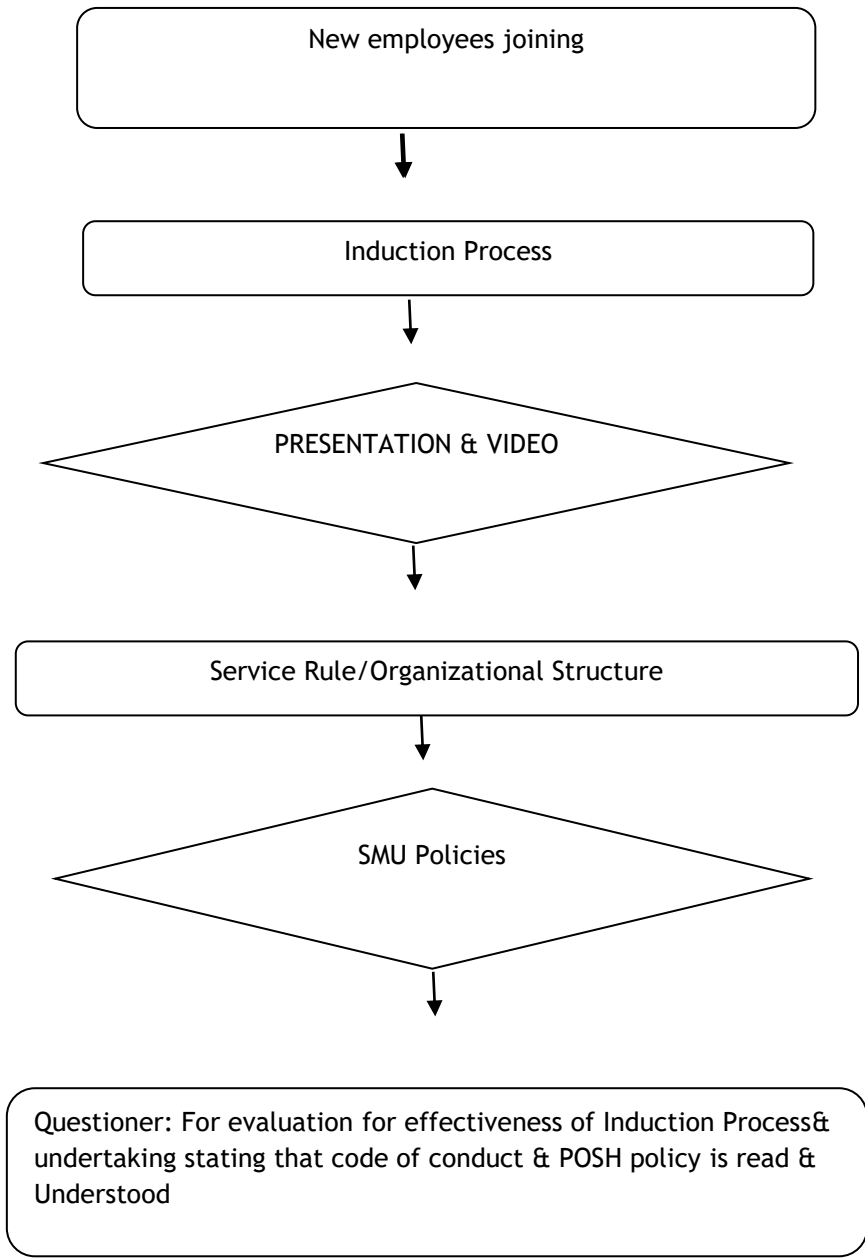 New employees joining
Induction Process
PRESENTATION & VIDEO
Service Rule/Organizational Structure
SMU Policies
Questioner: For evaluation for effectiveness of Induction Process&
undertaking stating that code of conduct & POSH policy is read &
Understood